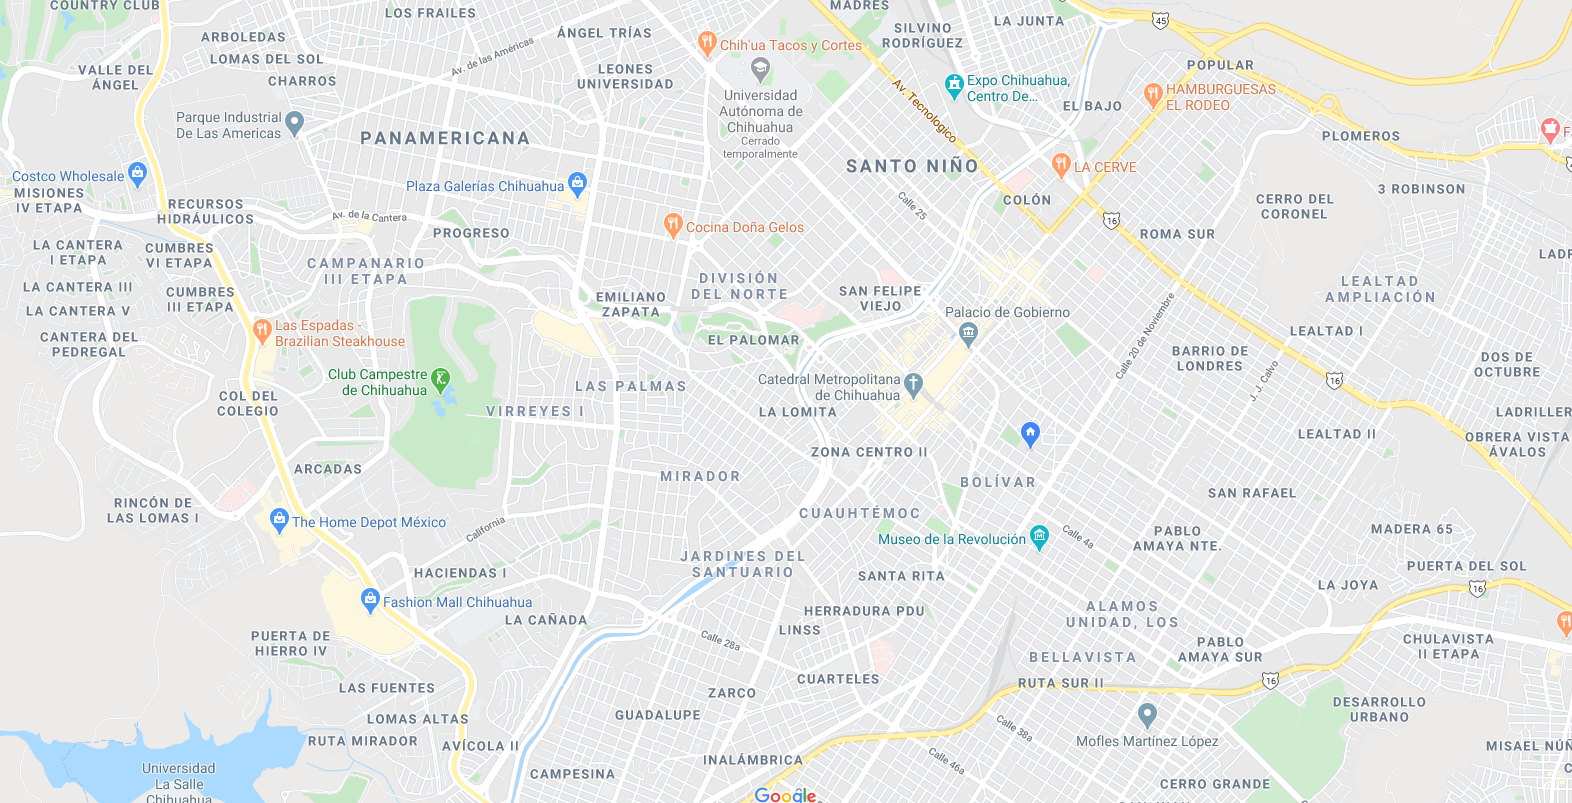 COUNTRY CLUB
LOS FRAILES
MADRES
ARBOLEDAS
ÁNGEL TRÍAS
SILVINO
RODRÍGUEZ
LA JUNTA
45
Chih'ua Tacos y Cortes
Av. de las Américas
LOMAS DEL SOL
VALLE DEL
ÁNGEL
CHARROS
LEONES
UNIVERSIDAD
POPULAR
Universidad
Autónoma de
Chihuahua
Cerrado
temporalmente
Av. Tecnologico
Expo Chihuahua,
Centro De...
EL BAJO
HAMBURGUESAS
EL RODEO
Parque Industrial
De Las Americas
PANAMERICANA
PLOMEROS
F
SANTO NIÑO
LA CERVE
4
Costco Wholesale
MISIONES
IV ETAPA
Plaza Galerías Chihuahua
RECURSOS
HIDRÁULICOS
Av. de la Cantera
Calle 25
COLÓN
3 ROBINSON
CERRO DEL
CORONEL
16
PROGRESO
Cocina Doña Gelos
ROMA SUR
LA CANTERA
I ETAPA
CUMBRES
VI ETAPA
CAMPANARIO
III ETAPA
LADR
DIVISIÓN
DEL NORTE
LA CANTERA III
CUMBRES
III ETAPA
EMILIANO
ZAPATA
SAN FELIPE
VIEJO
LEALTAD
AMPLIACIÓN
LA CANTERA V
Palacio de Gobierno
Calle 20 de Noviembre
CANTERA DEL
PEDREGAL
Las Espadas -
Brazilian Steakhouse
EL PALOMAR
LEALTAD I
BARRIO DE
LONDRES
DOS DE
OCTUBRE
Club Campestre
de Chihuahua
LAS PALMAS
Catedral Metropolitana
de Chihuahua
J. J. Calvo
16
COL DEL
COLEGIO
VIRREYES I
LA LOMITA
LADRILLER
LEALTAD II
OBRERA VISTA
ÁVALOS
ZONA CENTRO II
ARCADAS
MIRADOR
BOLÍVAR
SAN RAFAEL
RINCÓN DE
LAS LOMAS I
CUAUHTÉMOC
The Home Depot México
California
MADERA 65
Museo de la Revolución
Calle 4a
PABLO
AMAYA NTE.
JARDINES DEL
SANTUARIO
HACIENDAS I
SANTA RITA
PUERTA DEL SOL
LA JOYA
16
Fashion Mall Chihuahua
HERRADURA PDU
ALAMOS
UNIDAD, LOS
LA CAÑADA
LINSS
PUERTA DE
HIERRO IV
Calle 28a
PABLO
AMAYA SUR
CHULAVISTA
II ETAPA
BELLAVISTA
CUARTELES
RUTA SUR II
16
LAS FUENTES
ZARCO
DESARROLLO
URBANO
LOMAS ALTAS
GUADALUPE
Calle 38a
RUTA MIRADOR
AVÍCOLA II
Mofles Martínez López
MISAEL NÚÑ
Universidad
La Salle
Chihuahua
CAMPESINA
INALÁMBRICA
Calle 46a
CERRO GRANDE
Google